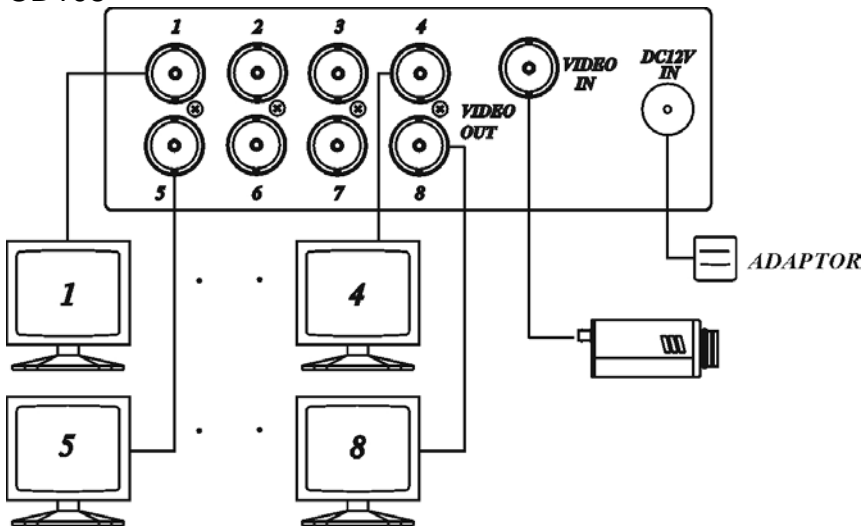 1 2 3 4
VIDEO IN
DC12V IN
VIDEO OUT
5 6 7 8
ADAPTOR
1 4
5 8